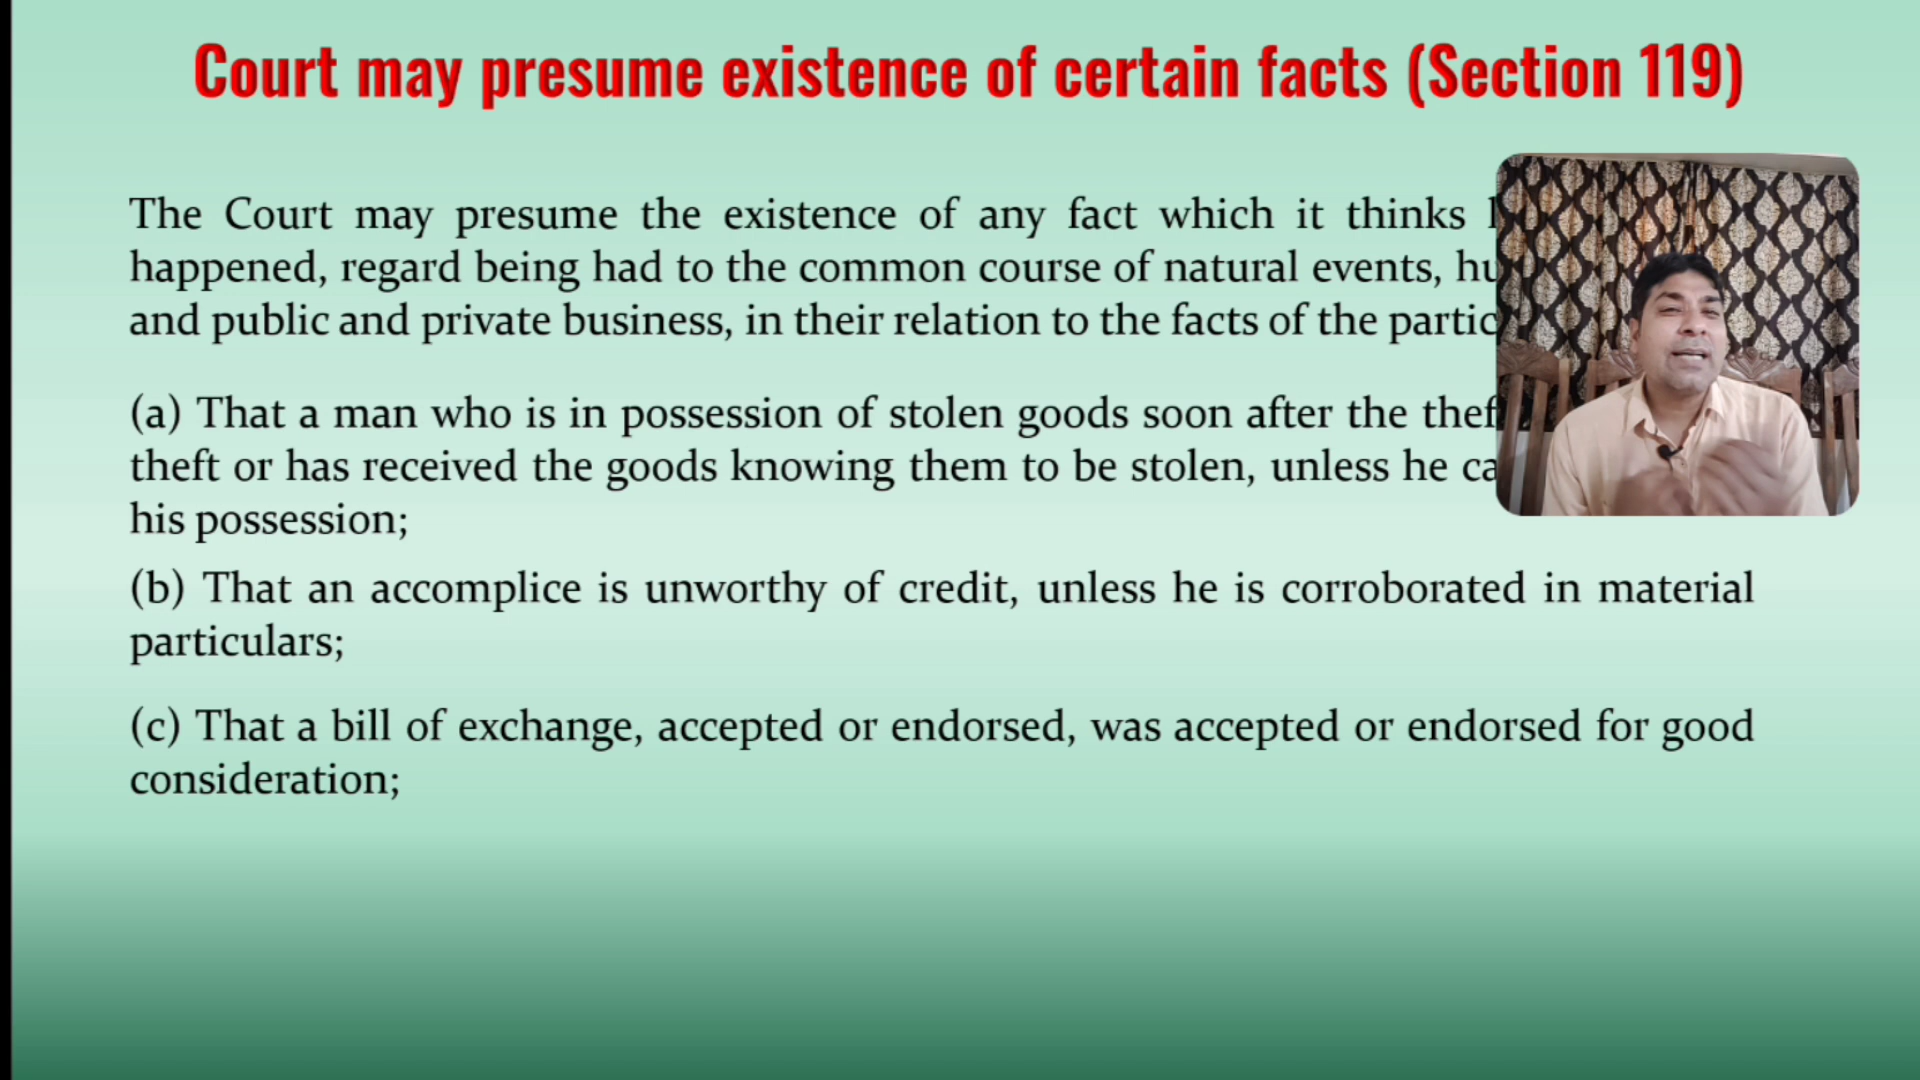 Court may presume existence of certain facts (Section 119)
The Court may presume the existence of any fact which it thinks
happened, regard being had to the common course of natural events,
and public and private business, in their relation to the facts of the
(a) That a man who is in possession of stolen goods soon after the
theft or has received the goods knowing them to be stolen, unless he
his possession;
(b) That an accomplice is unworthy of credit, unless he is corroborated in material
particulars;
(c) That a bill of exchange, accepted or endorsed, was accepted or endorsed for good
consideration;